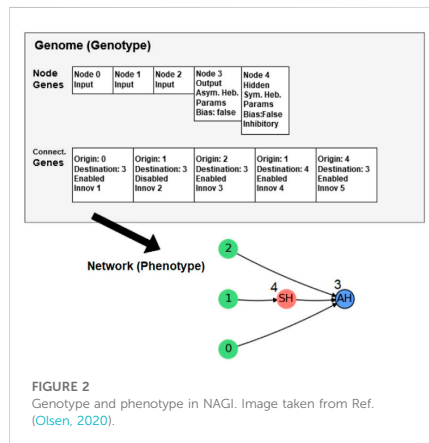 Genome (Genotype)
Node Genes
Node 0 Input
Node 1 Input
Node 2 Input
Node 3 Output Asym. Heb. Params Bias: false
Node 4 Hidden Sym. Heb. Params Bias:False Inhibitory
Connect. Genes
Origin: 0 Destination: 3 Enabled Innov 1
Origin: 1 Destination: 3 Disabled Innov 2
Origin: 2 Destination: 3 Enabled Innov 3
Origin: 1 Destination: 4 Enabled Innov 4
Origin: 4 Destination: 3 Enabled Innov 5
Network (Phenotype)
2
4
3
1
SH
AH
0
FIGURE 2
Genotype and phenotype in NAGI. Image taken from Ref.
(Olsen, 2020).